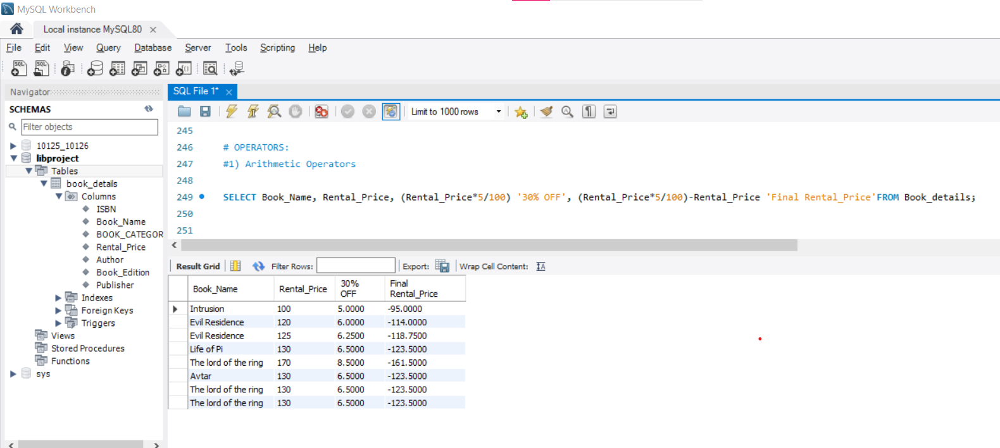 MySQL Workbench
Local instance MySQL80
File Edit View Query Database Server Tools Scripting Help
Navigator
SCHEMAS
Filter objects
10125_10126
libproject
Tables
book_details
Columns
ISBN
Book_Name
BOOK_CATEGOR
Rental_Price
Author
Book_Edition
Publisher
Indexes
Foreign Keys
Triggers
Views
Stored Procedures
Functions
sys
SQL File 1*
Limit to 1000 rows
245
246 # OPERATORS:
247 #1) Arithmetic Operators
248
249 SELECT Book_Name, Rental_Price, (Rental_Price*5/100) '30% OFF', (Rental_Price*5/100)-Rental_Price 'Final Rental_Price'FROM Book_details;
250
251
Result Grid Filter Rows: Export: Wrap Cell Content:
Book_Name Rental_Price 30% OFF Final Rental_Price
Intrusion 100 5.0000 -95.0000
Evil Residence 120 6.0000 -114.0000
Evil Residence 125 6.2500 -118.7500
Life of Pi 130 6.5000 -123.5000
The lord of the ring 170 8.5000 -161.5000
Avtar 130 6.5000 -123.5000
The lord of the ring 130 6.5000 -123.5000
The lord of the ring 130 6.5000 -123.5000